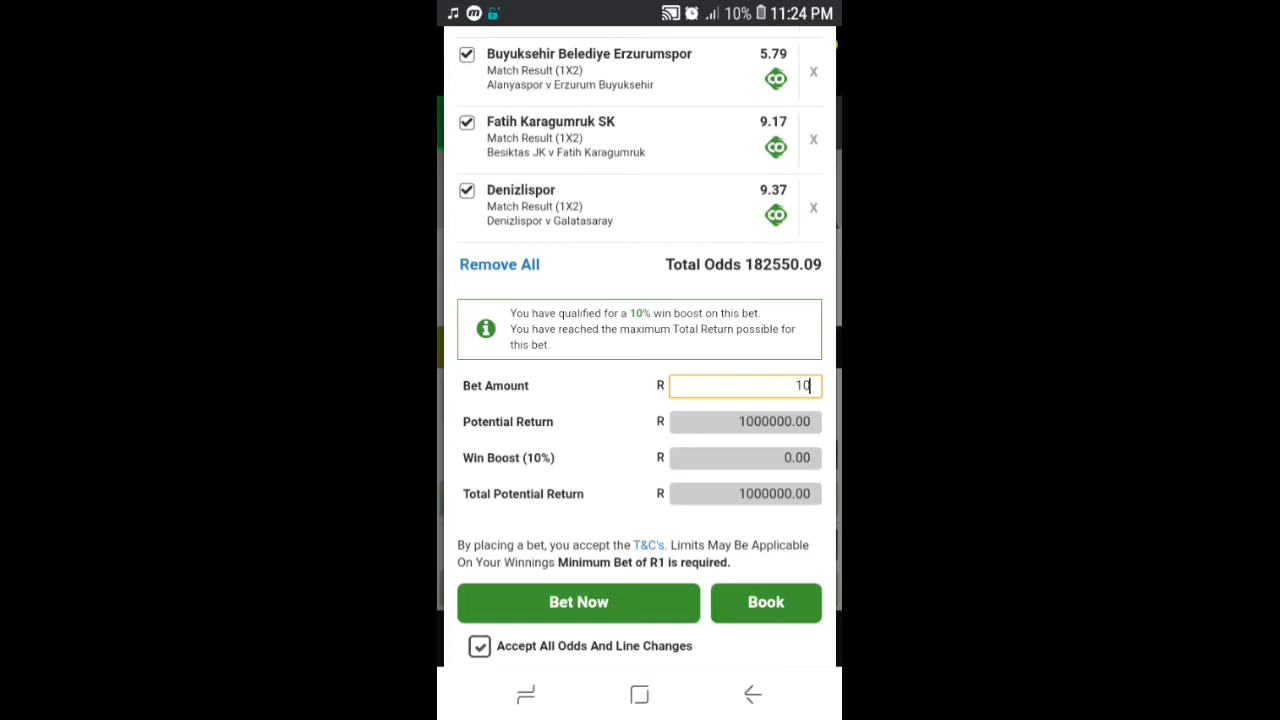 10% 11:24 PM
Buyuksehir Belediye Erzurumspor 5.79
Match Result (1X2)
Alanyaspor v Erzurum Buyuksehir
CO
X
Fatih Karagumruk SK 9.17
Match Result (1X2)
Besiktas JK v Fatih Karagumruk
CO
X
Denizlispor 9.37
Match Result (1X2)
Denizlispor v Galatasaray
CO
X
Remove All Total Odds 182550.09
You have qualified for a 10% win boost on this bet.
You have reached the maximum Total Return possible for
this bet.
Bet Amount R 10
Potential Return R 1000000.00
Win Boost (10%) R 0.00
Total Potential Return R 1000000.00
By placing a bet, you accept the T&C's. Limits May Be Applicable
On Your Winnings Minimum Bet of R1 is required.
Bet Now Book
Accept All Odds And Line Changes